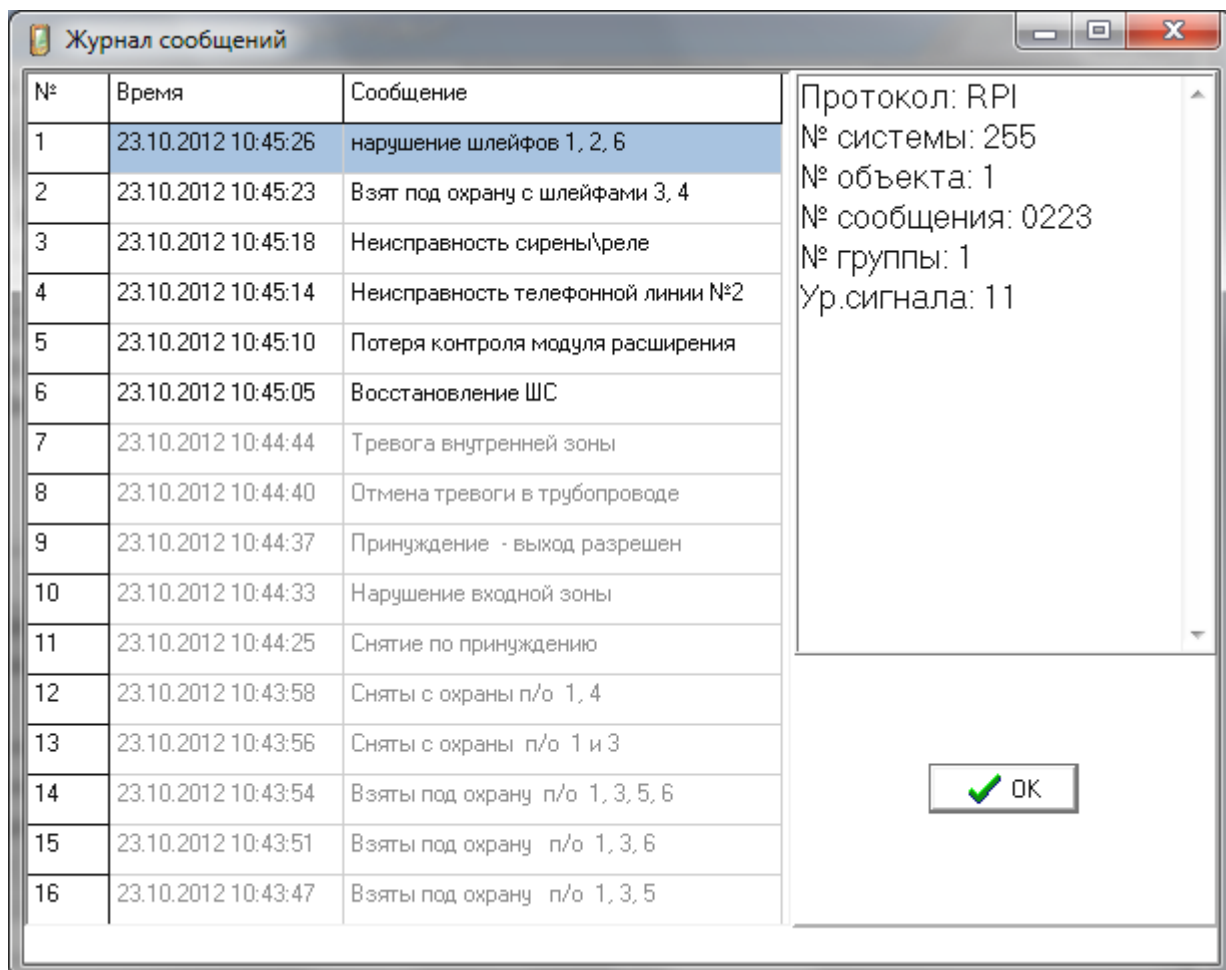 Журнал сообщений
№ Время Сообщение
1 23.10.2012 10:45:26 нарушение шлейфов 1, 2, 6
2 23.10.2012 10:45:23 Взят под охрану с шлейфами 3, 4
3 23.10.2012 10:45:18 Неисправность сирены\реле
4 23.10.2012 10:45:14 Неисправность телефонной линии №2
5 23.10.2012 10:45:10 Потеря контроля модуля расширения
6 23.10.2012 10:45:05 Восстановление ШС
7 23.10.2012 10:44:44 Тревога внутренней зоны
8 23.10.2012 10:44:40 Отмена тревоги в трубопроводе
9 23.10.2012 10:44:37 Принуждение - выход разрешен
10 23.10.2012 10:44:33 Нарушение входной зоны
11 23.10.2012 10:44:25 Снятие по принуждению
12 23.10.2012 10:43:58 Сняты с охраны п/о 1, 4
13 23.10.2012 10:43:56 Сняты с охраны п/о 1 и 3
14 23.10.2012 10:43:54 Взяты под охрану п/о 1, 3, 5, 6
15 23.10.2012 10:43:51 Взяты под охрану п/о 1, 3, 6
16 23.10.2012 10:43:47 Взяты под охрану п/о 1, 3, 5
Протокол: RPI
№ системы: 255
№ объекта: 1
№ сообщения: 0223
№ группы: 1
Ур.сигнала: 11
OK